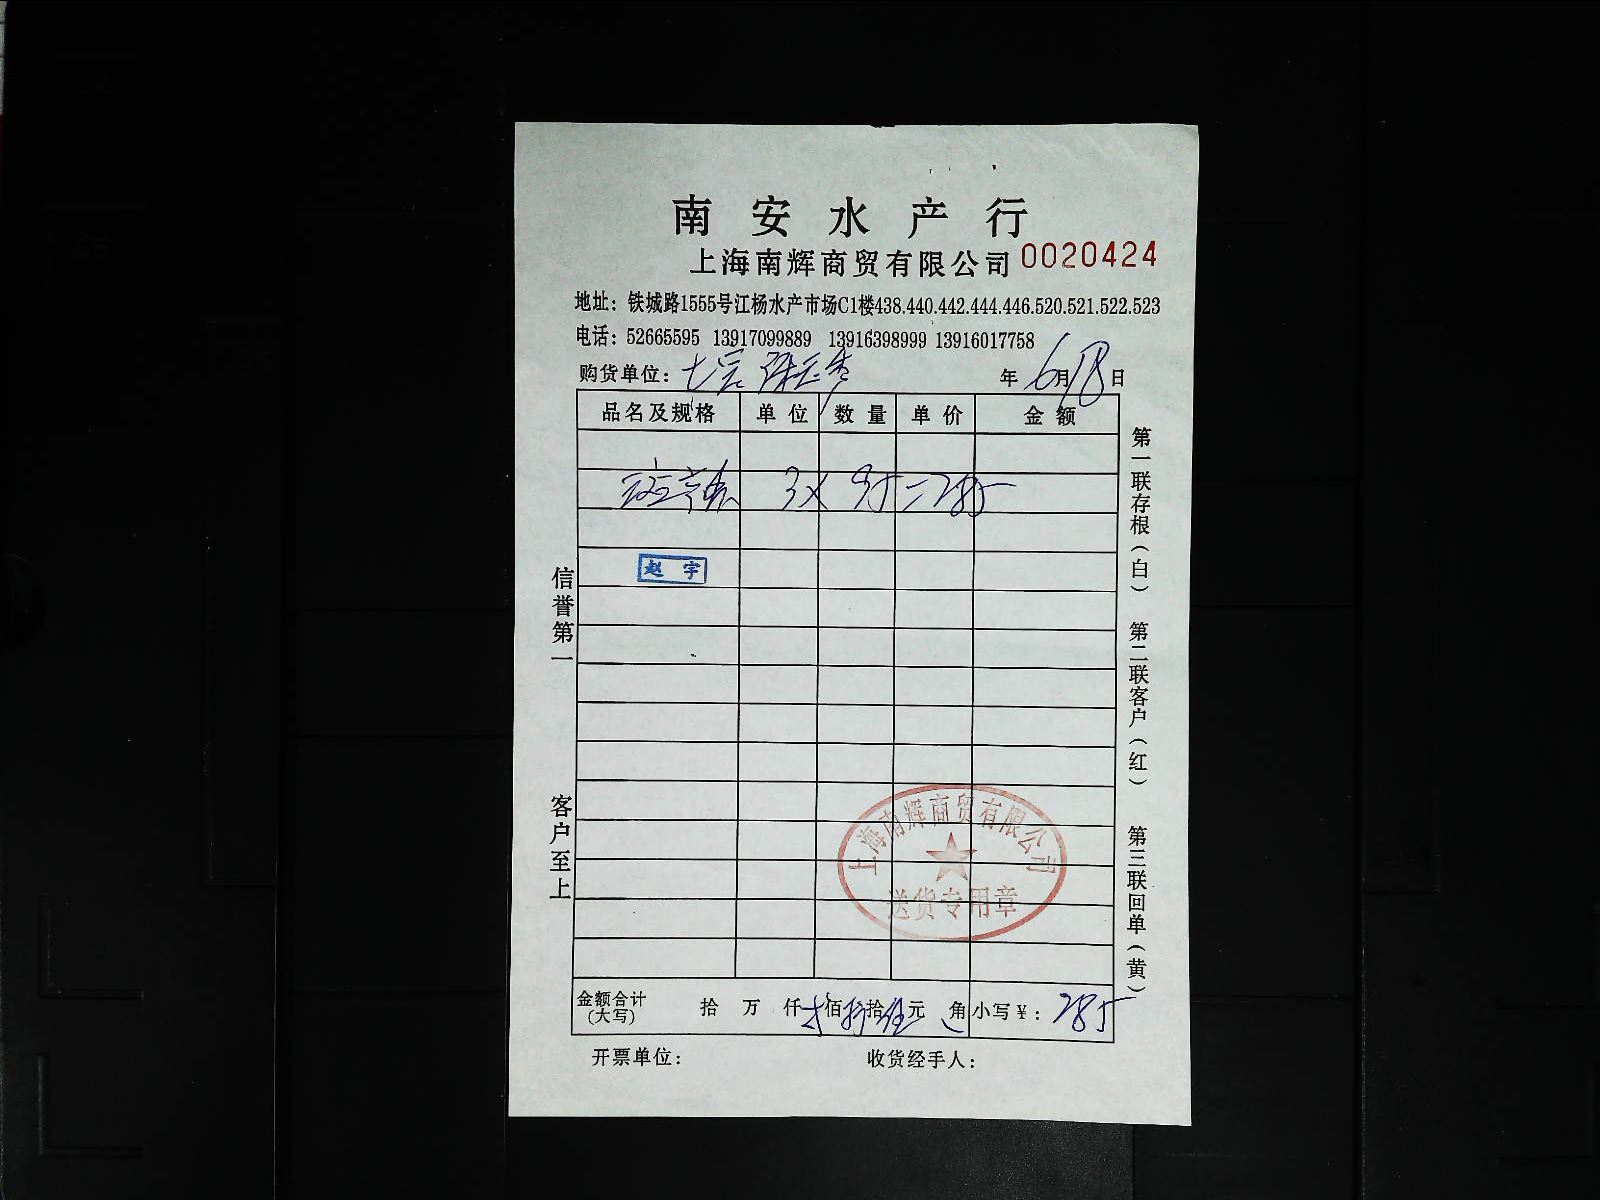 南安水产行
上海南辉商贸有限公司 0020424
地址：铁城路1555号江杨水产市场C1楼438.440.442.444.446.520.521.522.523
电话：52665595 13917099889 13916398999 13916017758
购货单位： 年 6月18日
品名及规格 单位 数量 单价 金额
3 X 95 = 285
赵宇
信誉第一
客户至上
第一联存根（白） 第二联客户（红） 第三联回单（黄）
上海南辉商贸有限公司
送货专用章
金额合计 拾 万 仟 贰佰捌拾伍元 角 小写￥：285
（大写）
开票单位： 收货经手人：